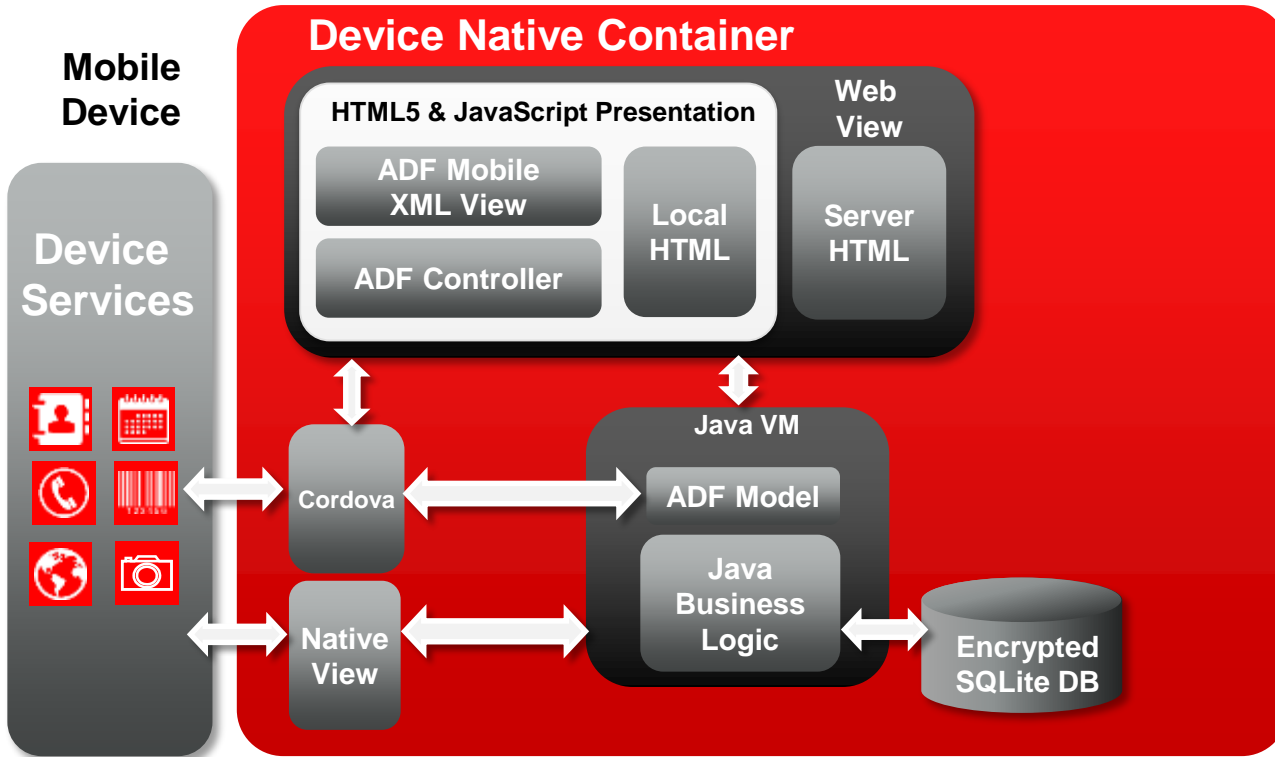 Device Native Container
Mobile
Device
Web
View
HTML5 & JavaScript Presentation
ADF Mobile
XML View
Local
HTML
Server
HTML
ADF Controller
Device
Services
Java VM
Cordova
ADF Model
Java
Business
Logic
Native
View
Encrypted
SQLite DB